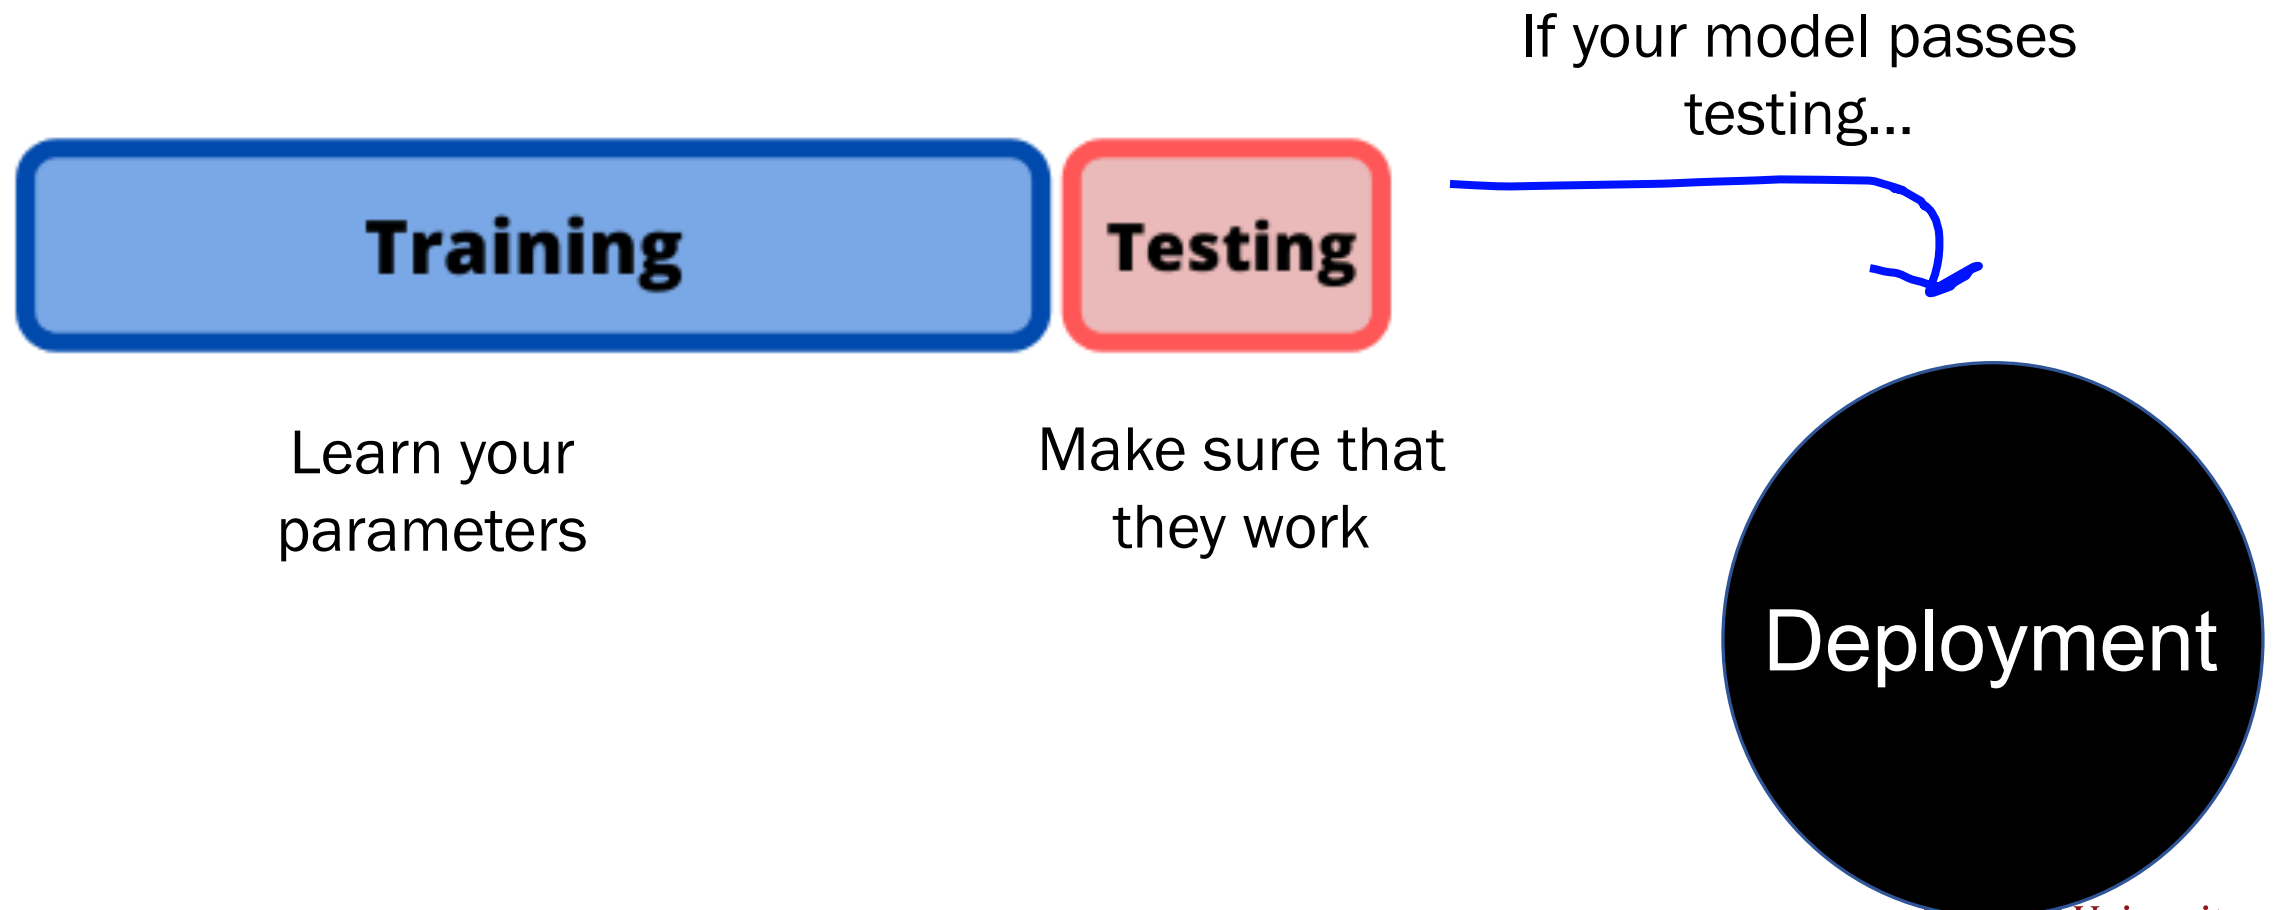 If your model passes
testing...
Training
Testing
Learn your
parameters
Make sure that
they work
Deployment